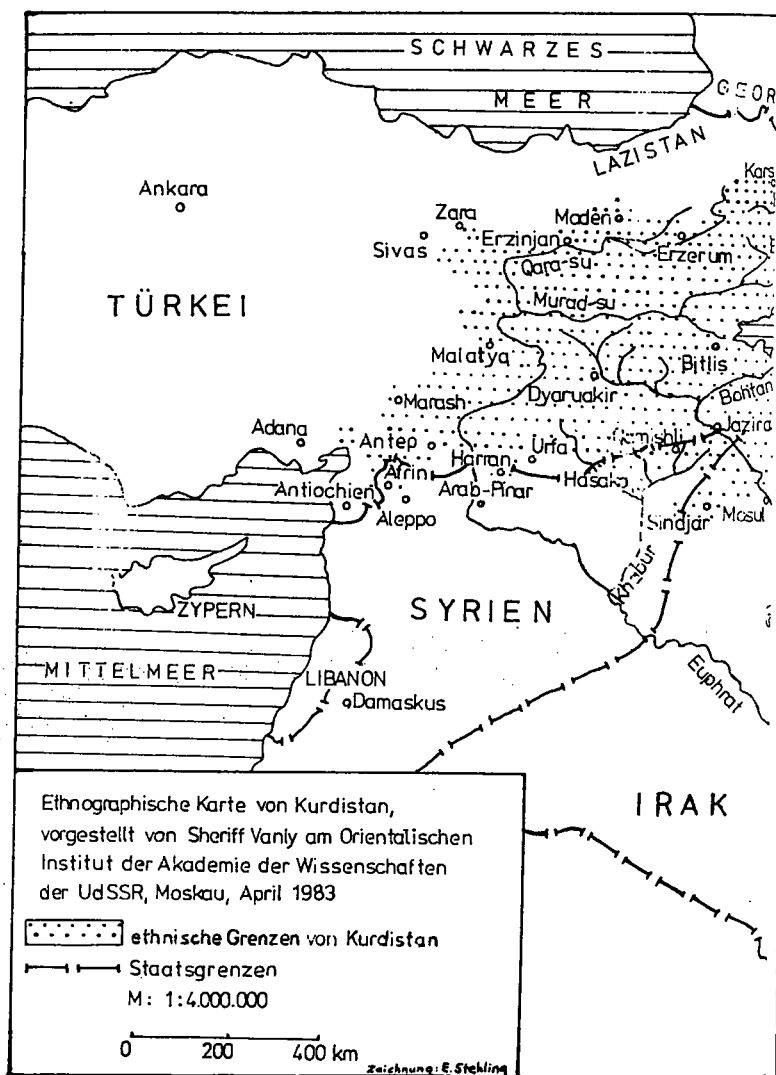 SCHWARZES
MEER
GEOR
LAZISTAN
Kars
Ankara
Zara
Maden
Sivas
Erzinjan
Erzerum
Qara-su
TÜRKEI
Murad-su
Malatya
Bitlis
Dyaruakir
Bohtan
Marash
Jazira
Adana
Antep
Urfa
Harran
Afrin
Hasaka
Antiochien
Arab-Pinar
Aleppo
Sindjar
Mosul
Khabur
ZYPERN
SYRIEN
MITTELMEER
LIBANON
Euphrat
Damaskus
IRAK
Ethnographische Karte von Kurdistan,
vorgestellt von Sheriff Vanly am Orientalischen
Institut der Akademie der Wissenschaften
der UdSSR, Moskau, April 1983
ethnische Grenzen von Kurdistan
Staatsgrenzen
M: 1:4.000.000
0 200 400 km
Zeichnung: E. Stehling